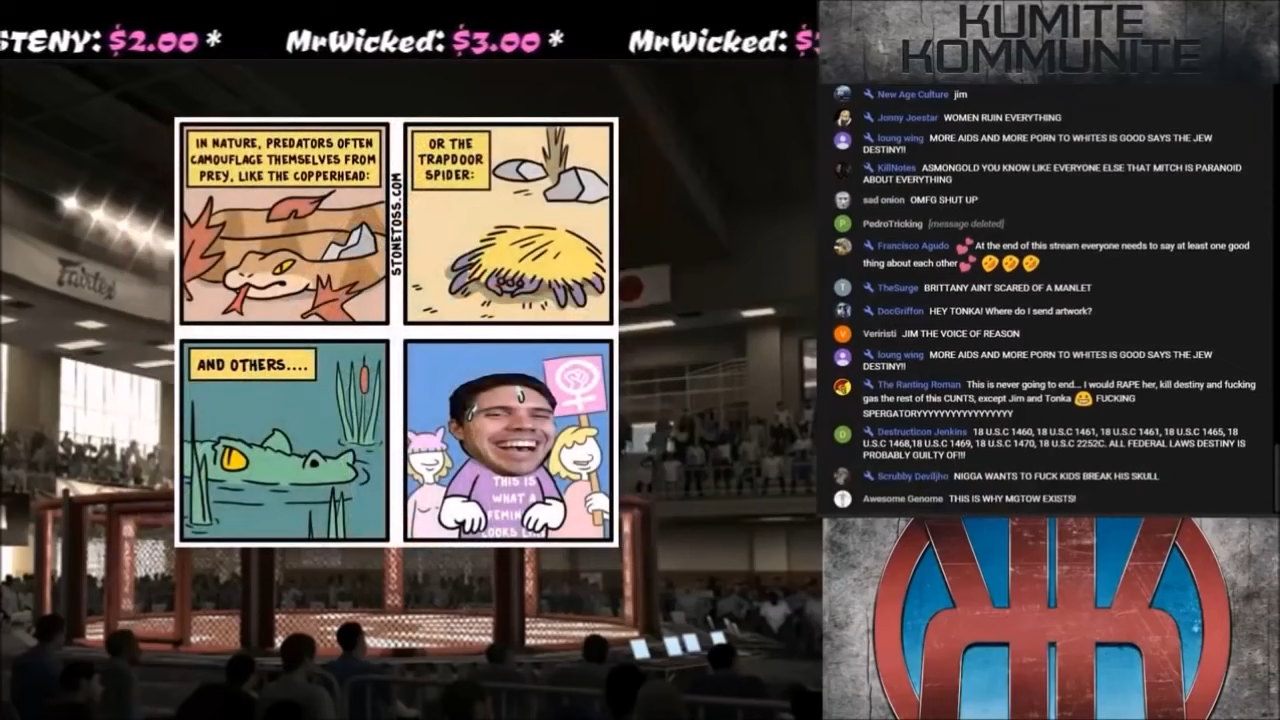 STENY: $2.00 * MrWicked: $3.00 * MrWicked: $
KUMITE
KOMMUNITE
IN NATURE, PREDATORS OFTEN
CAMOUFLAGE THEMSELVES FROM
PREY, LIKE THE COPPERHEAD:
OR THE
TRAPDOOR
SPIDER:
STONETOSS.COM
AND OTHERS....
THIS IS
WHAT A
FEMIN
LOOKS LI
Fairtex
New Age Culture jim
Jonny Joestar WOMEN RUIN EVERYTHING
loung wing MORE AIDS AND MORE PORN TO WHITES IS GOOD SAYS THE JEW
DESTINY!!
KillNotes ASMONGOLD YOU KNOW LIKE EVERYONE ELSE THAT MITCH IS PARANOID
ABOUT EVERYTHING
sad onion OMFG SHUT UP
PedroTricking [message deleted]
Francisco Agudo 💕 At the end of this stream everyone needs to say at least one good
thing about each other 💕
TheSurge BRITTANY AINT SCARED OF A MANLET
DocGriffon HEY TONKA! Where do I send artwork?
Veriristi JIM THE VOICE OF REASON
loung wing MORE AIDS AND MORE PORN TO WHITES IS GOOD SAYS THE JEW
DESTINY!!
The Ranting Roman This is never going to end... I would RAPE her, kill destiny and fucking
gas the rest of this CUNTS, except Jim and Tonka 😄 FUCKING
SPERGATORYYYYYYYYYYYYYYYY
Destructicon Jenkins 18 U.S.C 1460, 18 U.S.C 1461, 18 U.S.C 1461, 18 U.S.C 1465, 18
U.S.C 1468,18 U.S.C 1469, 18 U.S.C 1470, 18 U.S.C 2252C. ALL FEDERAL LAWS DESTINY IS
PROBABLY GUILTY OF!!!
Scrubby Deviljho NIGGA WANTS TO FUCK KIDS BREAK HIS SKULL
Awesome Genome THIS IS WHY MGTOW EXISTS!